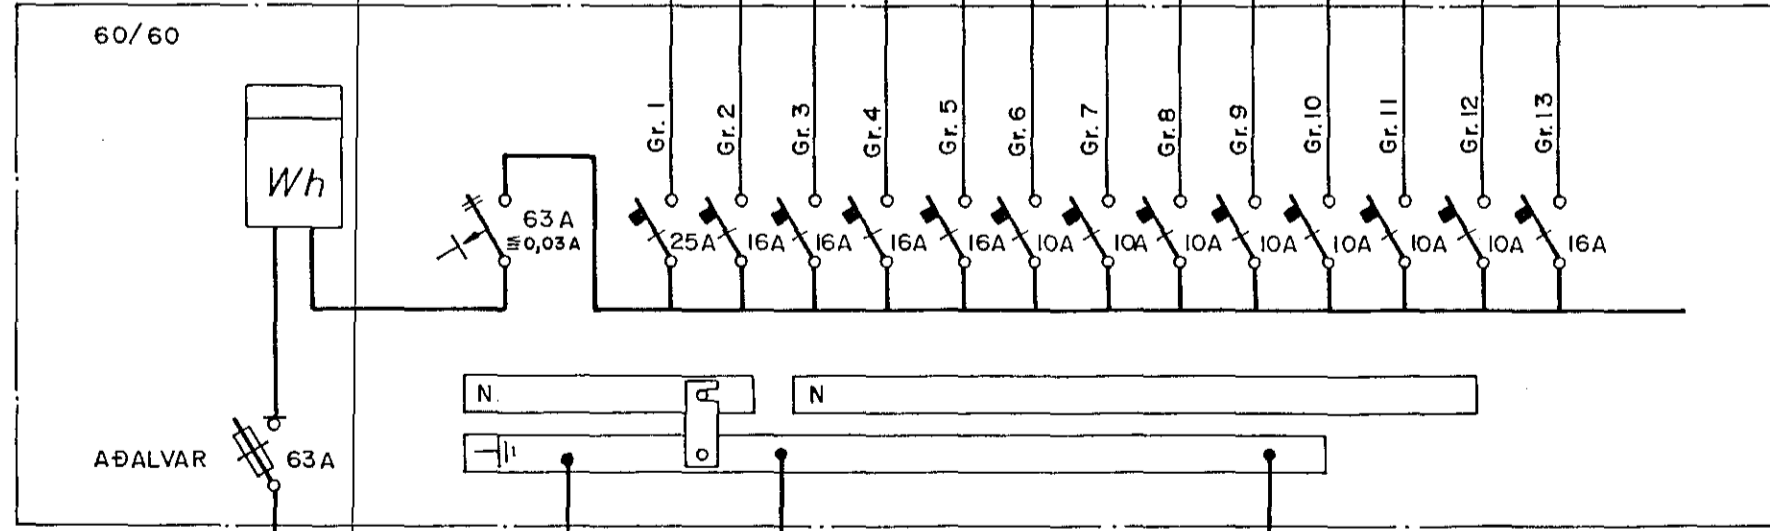 60/60
Wh
AÐALVAR
63A
63A
≦0,03A
Gr. 1
Gr. 2
Gr. 3
Gr. 4
Gr. 5
Gr. 6
Gr. 7
Gr. 8
Gr. 9
Gr. 10
Gr. 11
Gr. 12
Gr. 13
25A
16A
16A
16A
16A
10A
10A
10A
10A
10A
10A
10A
16A
N
N